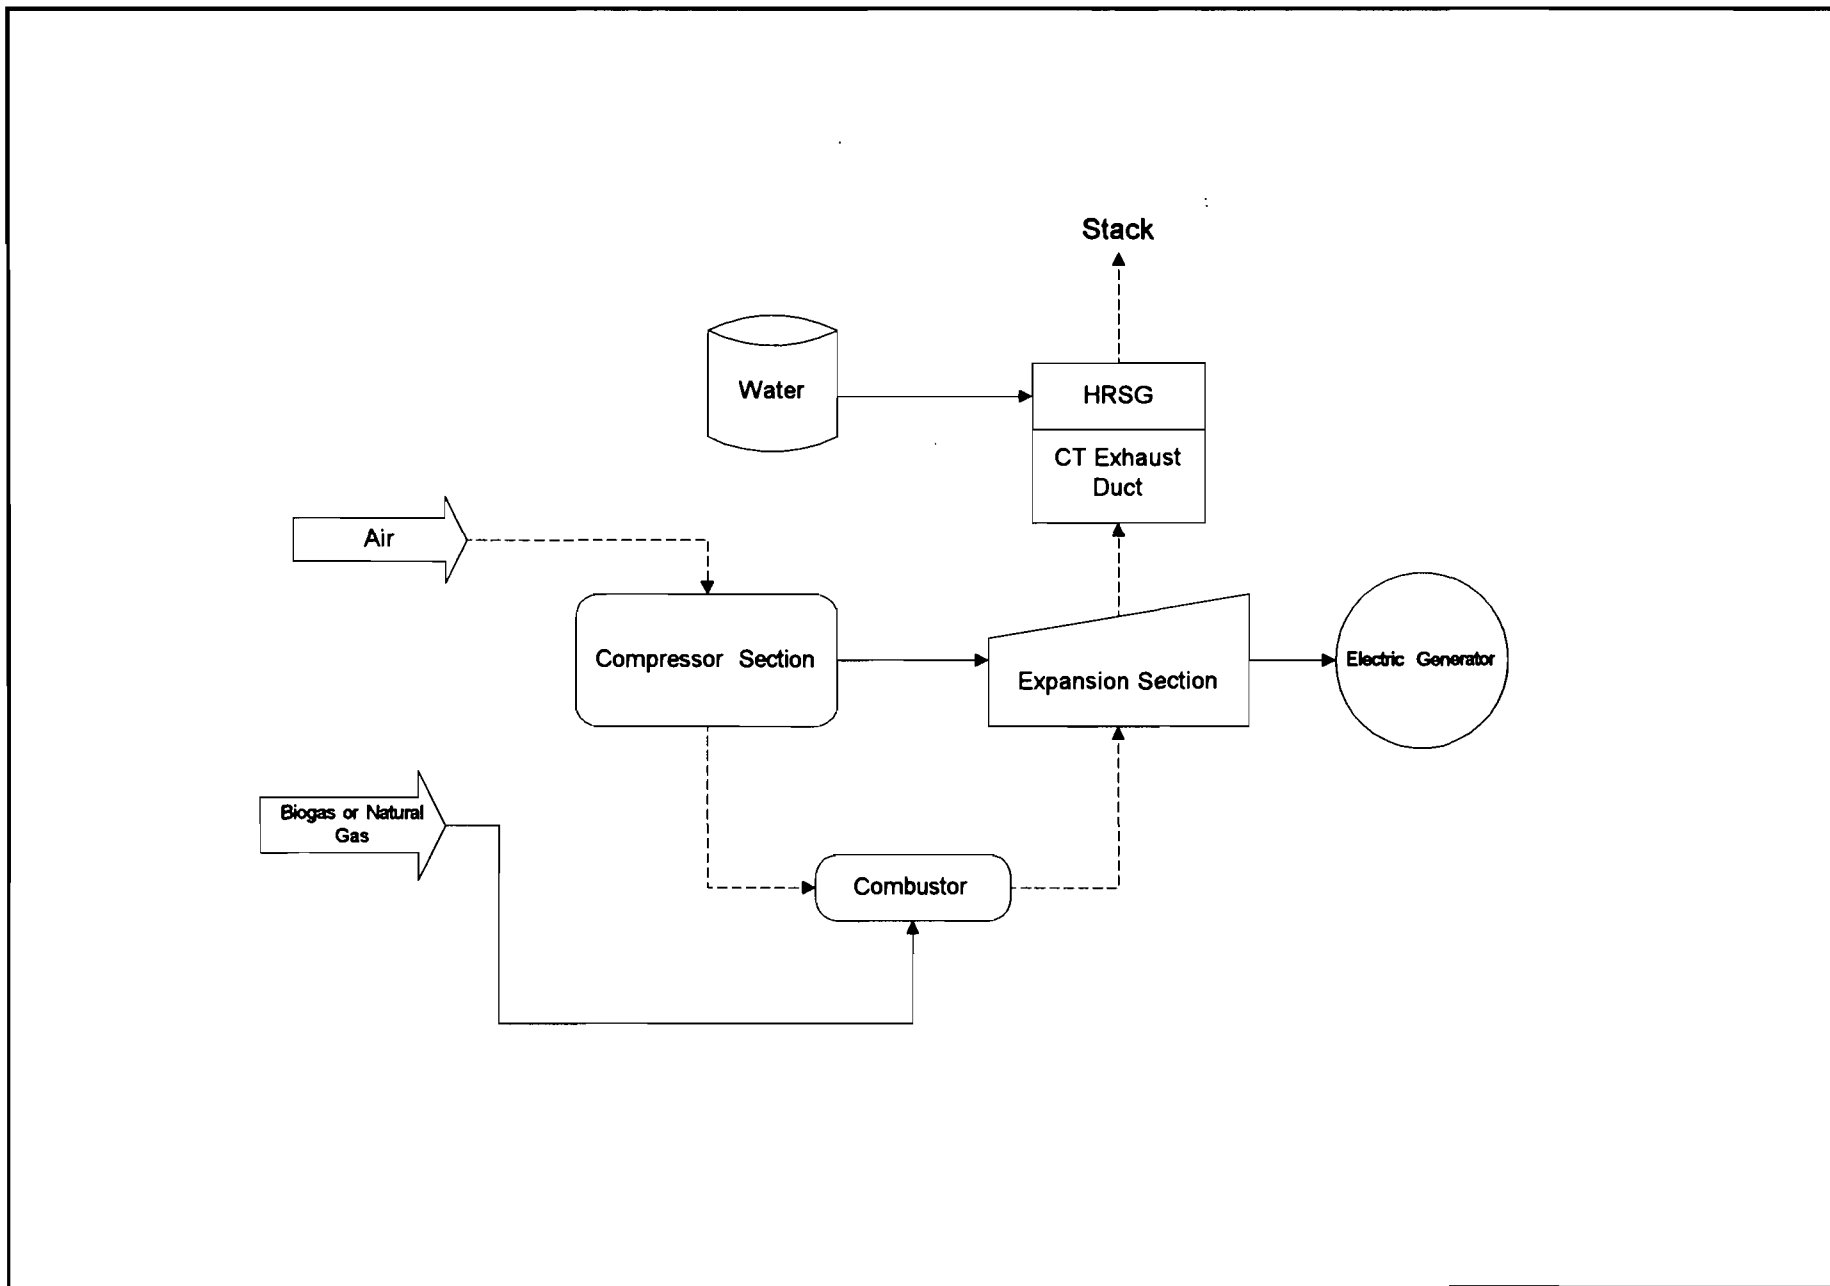 Stack
Water
HRSG
CT Exhaust
Duct
Air
Compressor Section
Expansion Section
Electric Generator
Biogas or Natural
Gas
Combustor